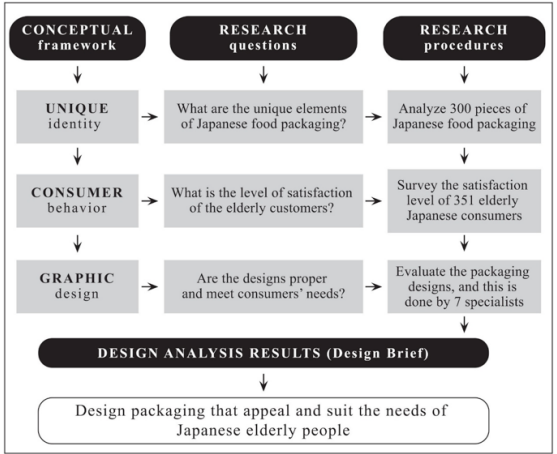 CONCEPTUAL
framework
RESEARCH
questions
RESEARCH
procedures
UNIQUE
identity
What are the unique elements
of Japanese food packaging?
Analyze 300 pieces of
Japanese food packaging
CONSUMER
behavior
What is the level of satisfaction
of the elderly customers?
Survey the satisfaction
level of 351 elderly
Japanese consumers
GRAPHIC
design
Are the designs proper
and meet consumers' needs?
Evaluate the packaging
designs, and this is
done by 7 specialists
DESIGN ANALYSIS RESULTS (Design Brief)
Design packaging that appeal and suit the needs of
Japanese elderly people